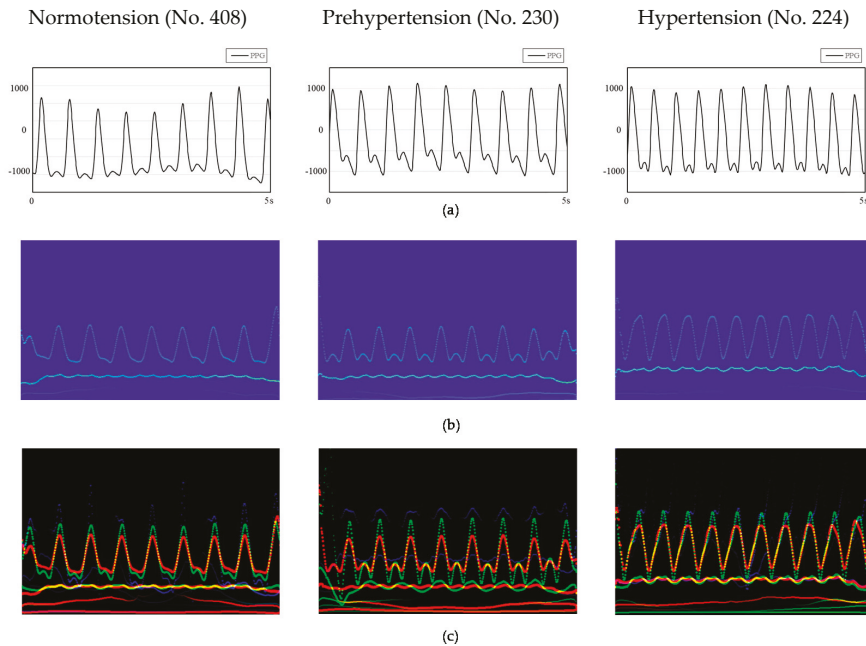 Normotension (No. 408) Prehypertension (No. 230) Hypertension (No. 224)
PPG PPG PPG
1000 1000 1000
0 0 0
-1000 -1000 -1000
0 5s 0 5s 0 5s
(a)
(b)
(c)